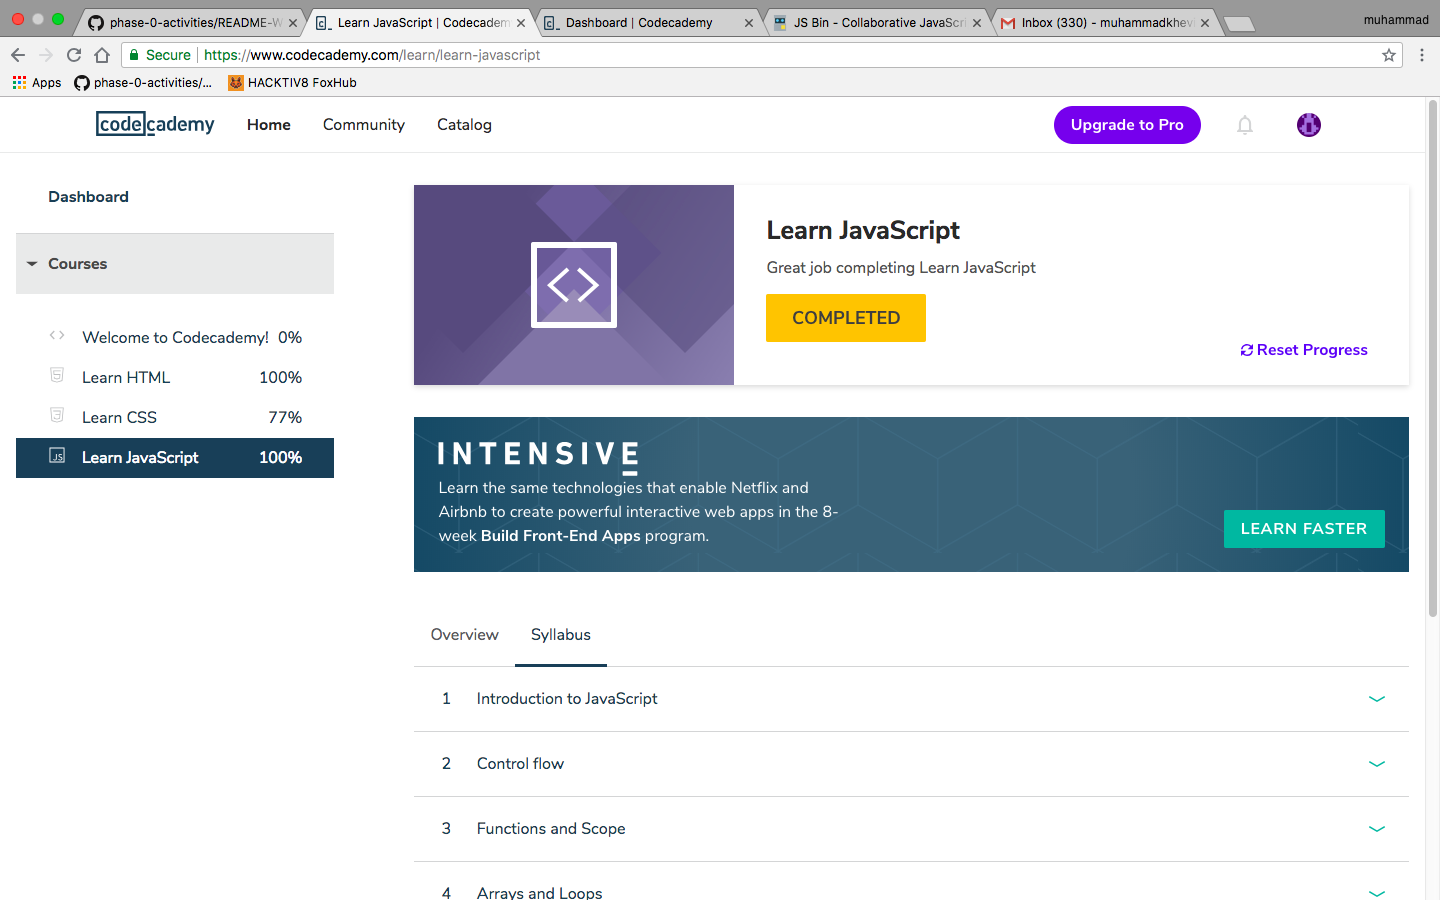 phase-0-activities/README-W
Learn JavaScript | Codecadem
Dashboard | Codecademy
JS Bin - Collaborative JavaScri
Inbox (330) - muhammadkhev
muhammad
Secure https://www.codecademy.com/learn/learn-javascript
Apps phase-0-activities/... HACKTIV8 FoxHub
codecademy Home Community Catalog Upgrade to Pro
Dashboard
Courses
Welcome to Codecademy! 0%
Learn HTML 100%
Learn CSS 77%
JS Learn JavaScript 100%
Learn JavaScript
Great job completing Learn JavaScript
COMPLETED
Reset Progress
INTENSIVE
Learn the same technologies that enable Netflix and
Airbnb to create powerful interactive web apps in the 8-
week Build Front-End Apps program.
LEARN FASTER
Overview Syllabus
1 Introduction to JavaScript
2 Control flow
3 Functions and Scope
4 Arrays and Loops